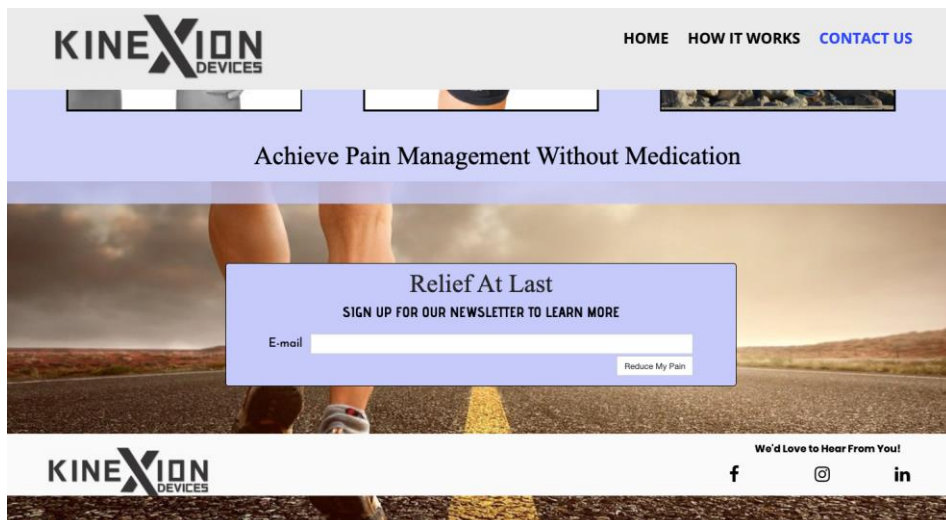 KINEXION
DEVICES
HOME HOW IT WORKS CONTACT US
Achieve Pain Management Without Medication
Relief At Last
SIGN UP FOR OUR NEWSLETTER TO LEARN MORE
E-mail
Reduce My Pain
We'd Love to Hear From You!
KINEXION
DEVICES
f
in